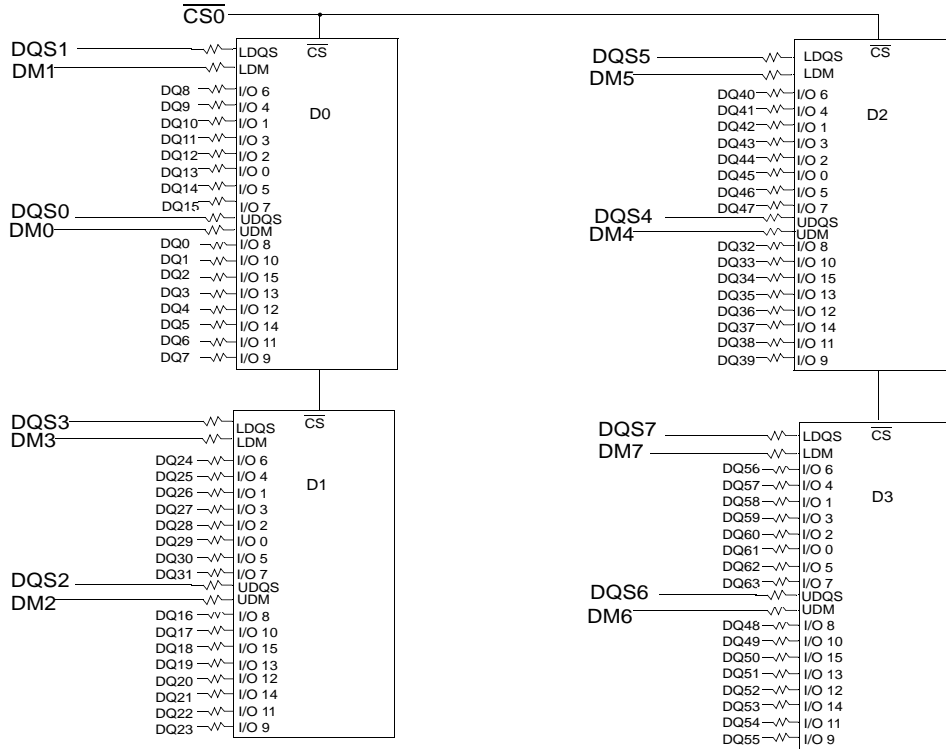 CS0
DQS1 LDQS CS
DM1 LDM
DQ8 I/O 6
DQ9 I/O 4 D0
DQ10 I/O 1
DQ11 I/O 3
DQ12 I/O 2
DQ13 I/O 0
DQ14 I/O 5
DQ15 I/O 7
DQS0 UDQS
DM0 UDM
DQ0 I/O 8
DQ1 I/O 10
DQ2 I/O 15
DQ3 I/O 13
DQ4 I/O 12
DQ5 I/O 14
DQ6 I/O 11
DQ7 I/O 9
DQS3 LDQS CS
DM3 LDM
DQ24 I/O 6
DQ25 I/O 4 D1
DQ26 I/O 1
DQ27 I/O 3
DQ28 I/O 2
DQ29 I/O 0
DQ30 I/O 5
DQ31 I/O 7
DQS2 UDQS
DM2 UDM
DQ16 I/O 8
DQ17 I/O 10
DQ18 I/O 15
DQ19 I/O 13
DQ20 I/O 12
DQ21 I/O 14
DQ22 I/O 11
DQ23 I/O 9
DQS5 LDQS CS
DM5 LDM
DQ40 I/O 6
DQ41 I/O 4 D2
DQ42 I/O 1
DQ43 I/O 3
DQ44 I/O 2
DQ45 I/O 0
DQ46 I/O 5
DQ47 I/O 7
DQS4 UDQS
DM4 UDM
DQ32 I/O 8
DQ33 I/O 10
DQ34 I/O 15
DQ35 I/O 13
DQ36 I/O 12
DQ37 I/O 14
DQ38 I/O 11
DQ39 I/O 9
DQS7 LDQS CS
DM7 LDM
DQ56 I/O 6
DQ57 I/O 4 D3
DQ58 I/O 1
DQ59 I/O 3
DQ60 I/O 2
DQ61 I/O 0
DQ62 I/O 5
DQ63 I/O 7
DQS6 UDQS
DM6 UDM
DQ48 I/O 8
DQ49 I/O 10
DQ50 I/O 15
DQ51 I/O 13
DQ52 I/O 12
DQ53 I/O 14
DQ54 I/O 11
DQ55 I/O 9